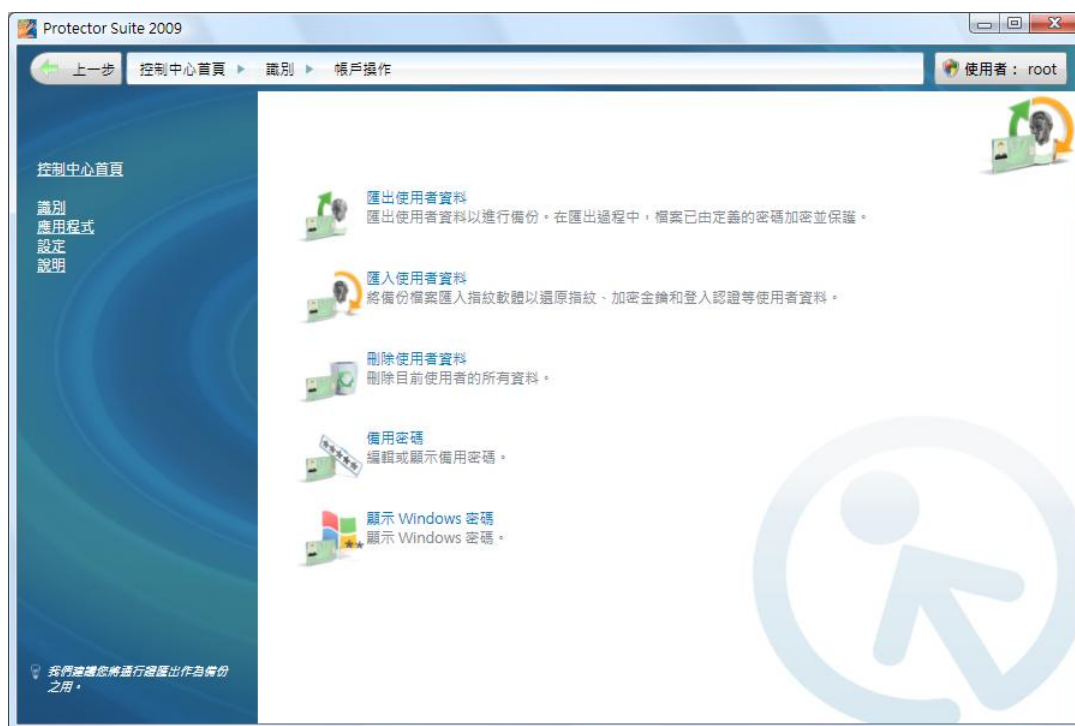 Protector Suite 2009
上一步 控制中心首頁 識別 帳戶操作 使用者： root
控制中心首頁
識別
應用程式
設定
說明
匯出使用者資料
匯出使用者資料以進行備份。在匯出過程中，檔案已由定義的密碼加密並保護。
匯入使用者資料
將備份檔案匯入指紋軟體以還原指紋、加密金鑰和登入認證等使用者資料。
刪除使用者資料
刪除目前使用者的所有資料。
備用密碼
編輯或顯示備用密碼。
顯示 Windows 密碼
顯示 Windows 密碼。
我們建議您將通行證匯出作為備份
之用。